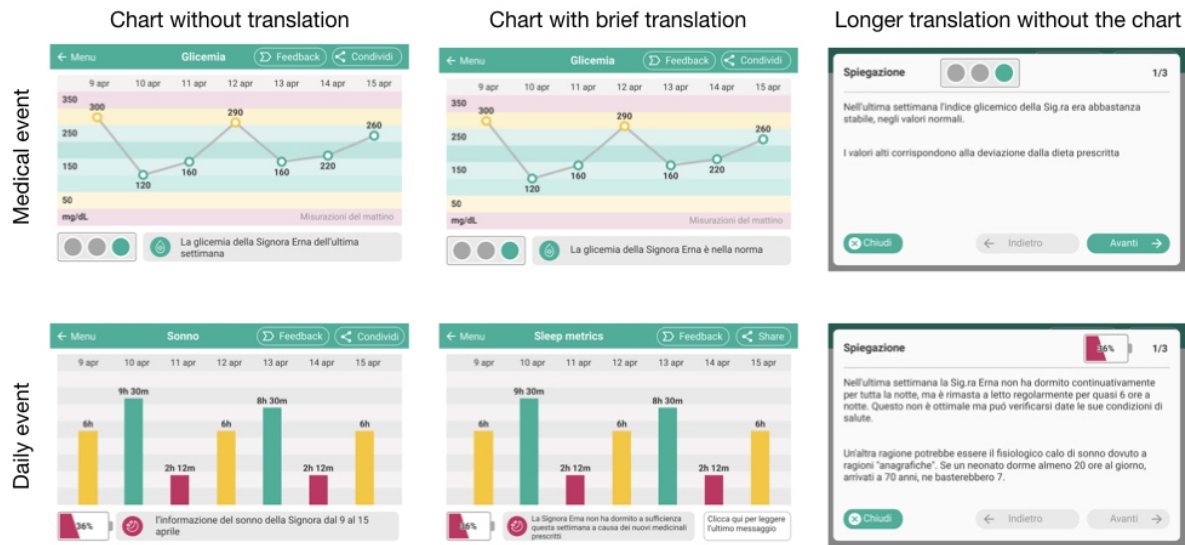 Chart without translation
Chart with brief translation
Longer translation without the chart
Medical event
← Menu Glicemia Feedback Condividi
9 apr 10 apr 11 apr 12 apr 13 apr 14 apr 15 apr
350
300
250
150
50
290
260
120
160
160
220
mg/dL Misurazioni del mattino
La glicemia della Signora Erna dell'ultima
settimana
← Menu Glicemia Feedback Condividi
9 apr 10 apr 11 apr 12 apr 13 apr 14 apr 15 apr
350
300
250
150
50
290
260
120
160
160
220
mg/dL Misurazioni del mattino
La glicemia della Signora Erna è nella norma
Spiegazione 1/3
Nell'ultima settimana l'indice glicemico della Sig.ra era abbastanza
stabile, negli valori normali.
I valori alti corrispondono alla deviazione dalla dieta prescritta
Chiudi ← Indietro Avanti →
Daily event
← Menu Sonno Feedback Condividi
9 apr 10 apr 11 apr 12 apr 13 apr 14 apr 15 apr
6h 9h 30m 2h 12m 6h 8h 30m 2h 12m 6h
36%
l'informazione del sonno della Signora dal 9 al 15
aprile
← Menu Sleep metrics Feedback Share
9 apr 10 apr 11 apr 12 apr 13 apr 14 apr 15 apr
6h 9h 30m 2h 12m 6h 8h 30m 2h 12m 6h
36%
La Signora Erna non ha dormito a sufficienza
questa settimana a causa dei nuovi medicinali
prescritti
Clicca qui per leggere
l'ultimo messaggio
Spiegazione 36% 1/3
Nell'ultima settimana la Sig.ra Erna non ha dormito continuativamente
per tutta la notte, ma è rimasta a letto regolarmente per quasi 6 ore a
notte. Questo non è ottimale ma puó verificarsi date le sue condizioni di
salute.
Un'altra ragione potrebbe essere il fisiologico calo di sonno dovuto a
ragioni "anagrafiche". Se un neonato dorme almeno 20 ore al giorno,
arrivati a 70 anni, ne basterebbero 7.
Chiudi ← Indietro Avanti →